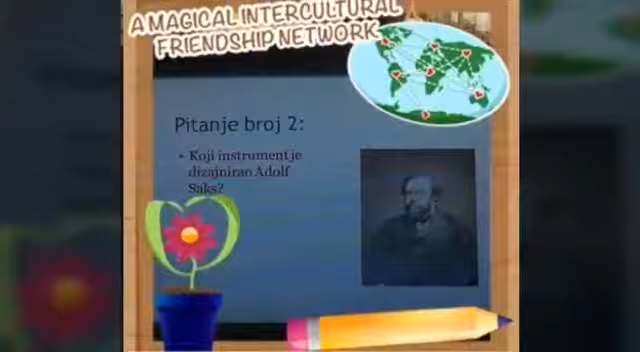 A MAGICAL INTERCULTURAL
FRIENDSHIP NETWORK
Pitanje broj 2:
• Koji instrument je
dizajnirao Adolf
Saks?